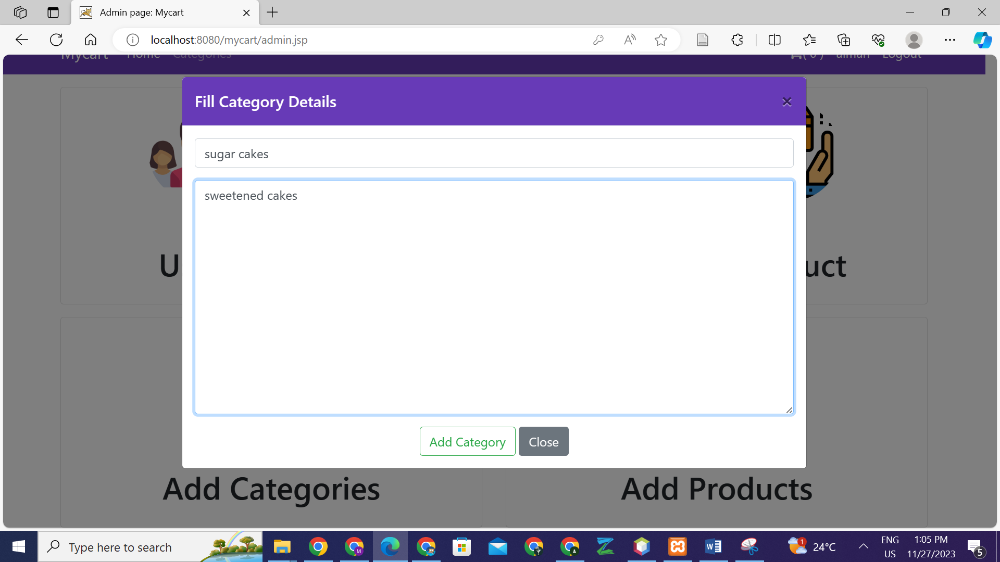 Admin page: Mycart
localhost:8080/mycart/admin.jsp
Mycart Home Categories ( 0 ) Logout
Fill Category Details ×
sugar cakes
sweetened cakes
Add Category Close
U uct
Add Categories Add Products
Type here to search
M
1
24°C
ENG
US
1:05 PM
11/27/2023
5